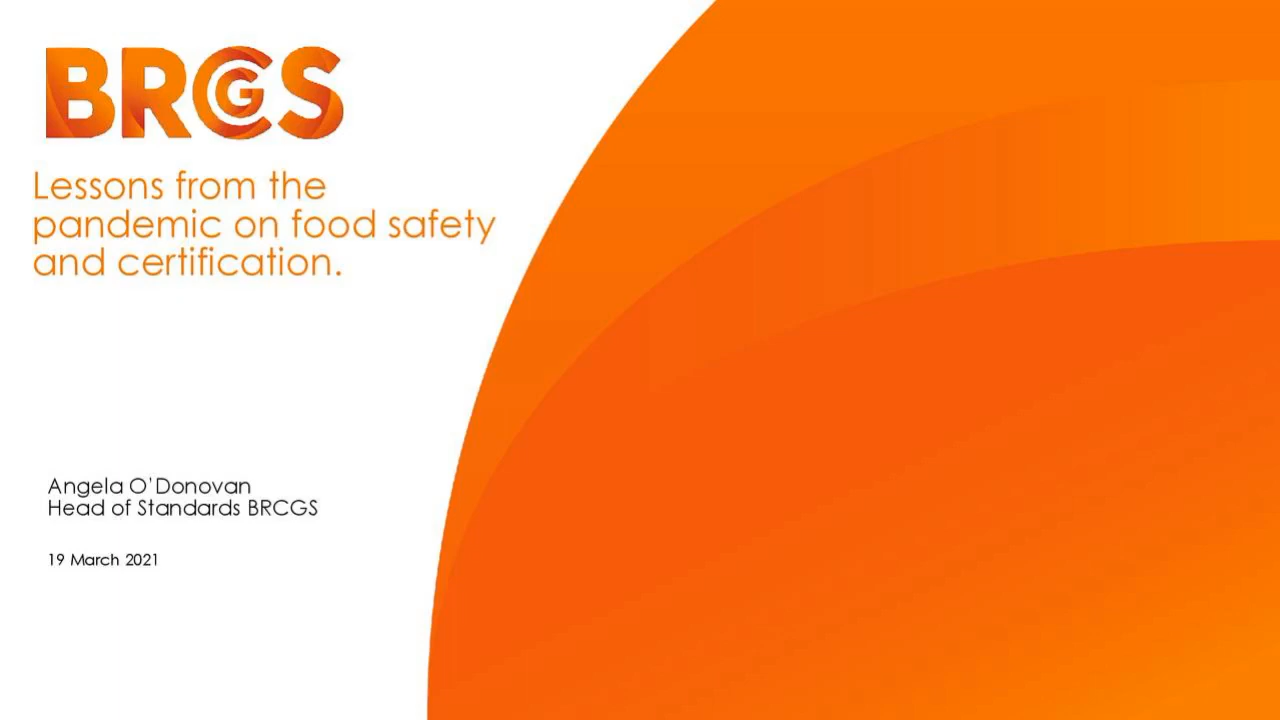 BRCGS
Lessons from the
pandemic on food safety
and certification.
Angela O'Donovan
Head of Standards BRCGS
19 March 2021